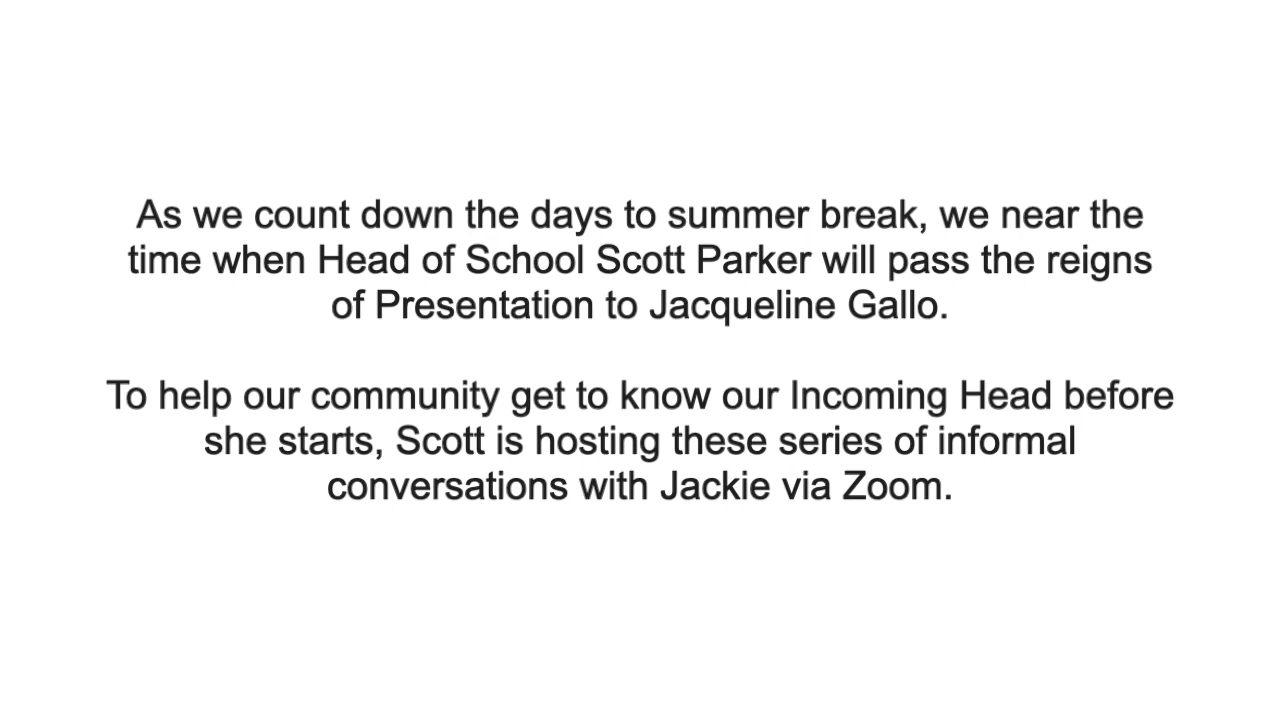 As we count down the days to summer break, we near the
time when Head of School Scott Parker will pass the reigns
of Presentation to Jacqueline Gallo.
To help our community get to know our Incoming Head before
she starts, Scott is hosting these series of informal
conversations with Jackie via Zoom.